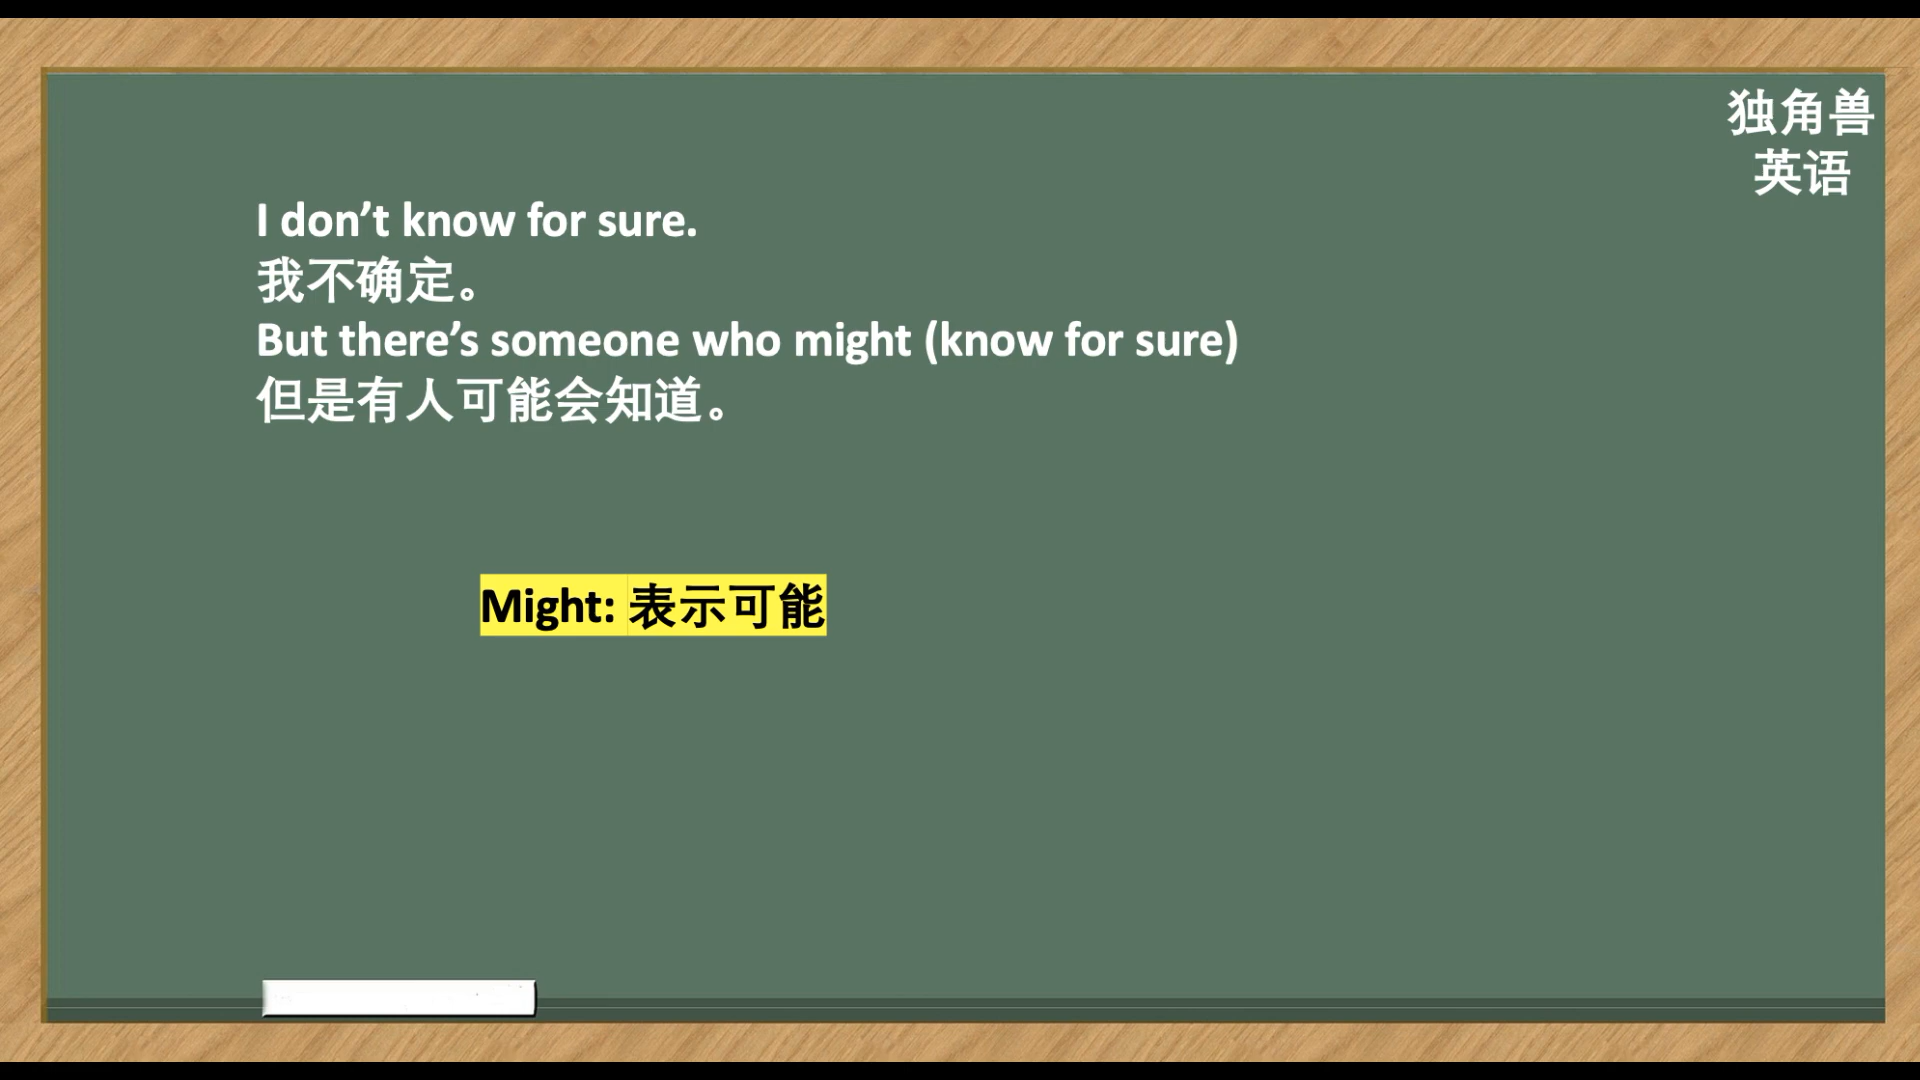 独角兽
英语
I don’t know for sure.
我不确定。
But there’s someone who might (know for sure)
但是有人可能会知道。
Might: 表示可能